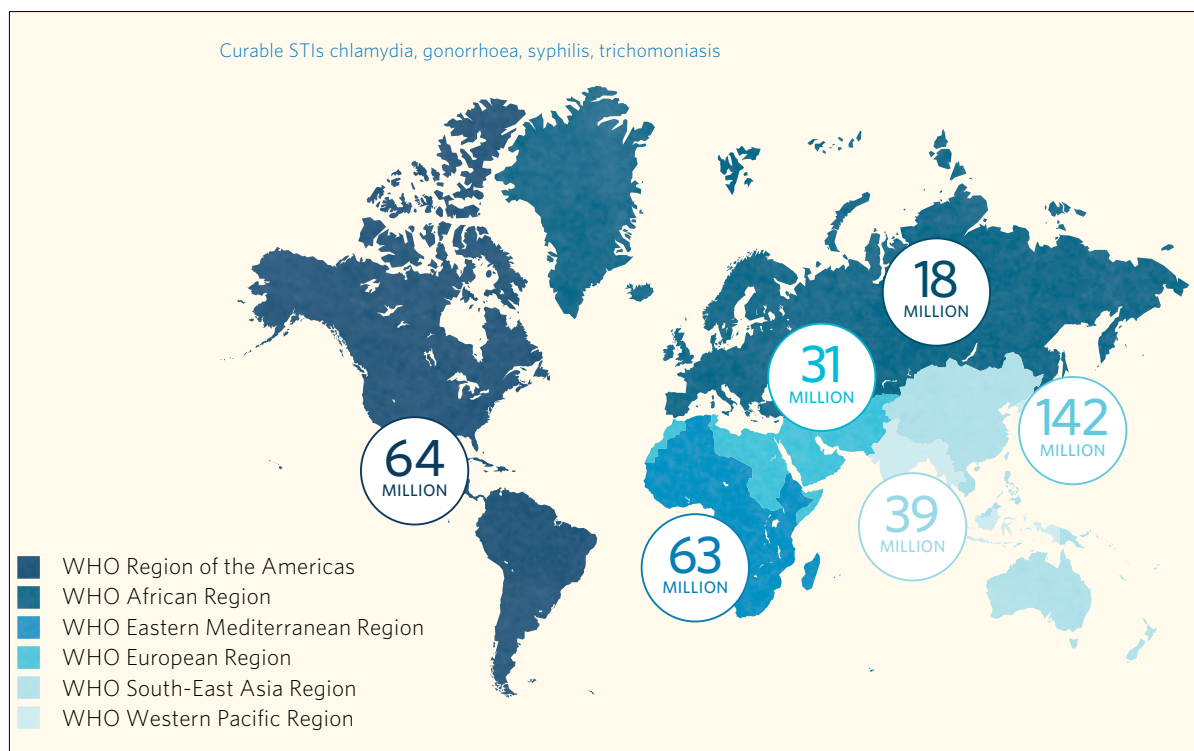 Curable STIs chlamydia, gonorrhoea, syphilis, trichomoniasis
18
MILLION
31
MILLION
142
MILLION
64
MILLION
39
MILLION
63
MILLION
WHO Region of the Americas
WHO African Region
WHO Eastern Mediterranean Region
WHO European Region
WHO South-East Asia Region
WHO Western Pacific Region